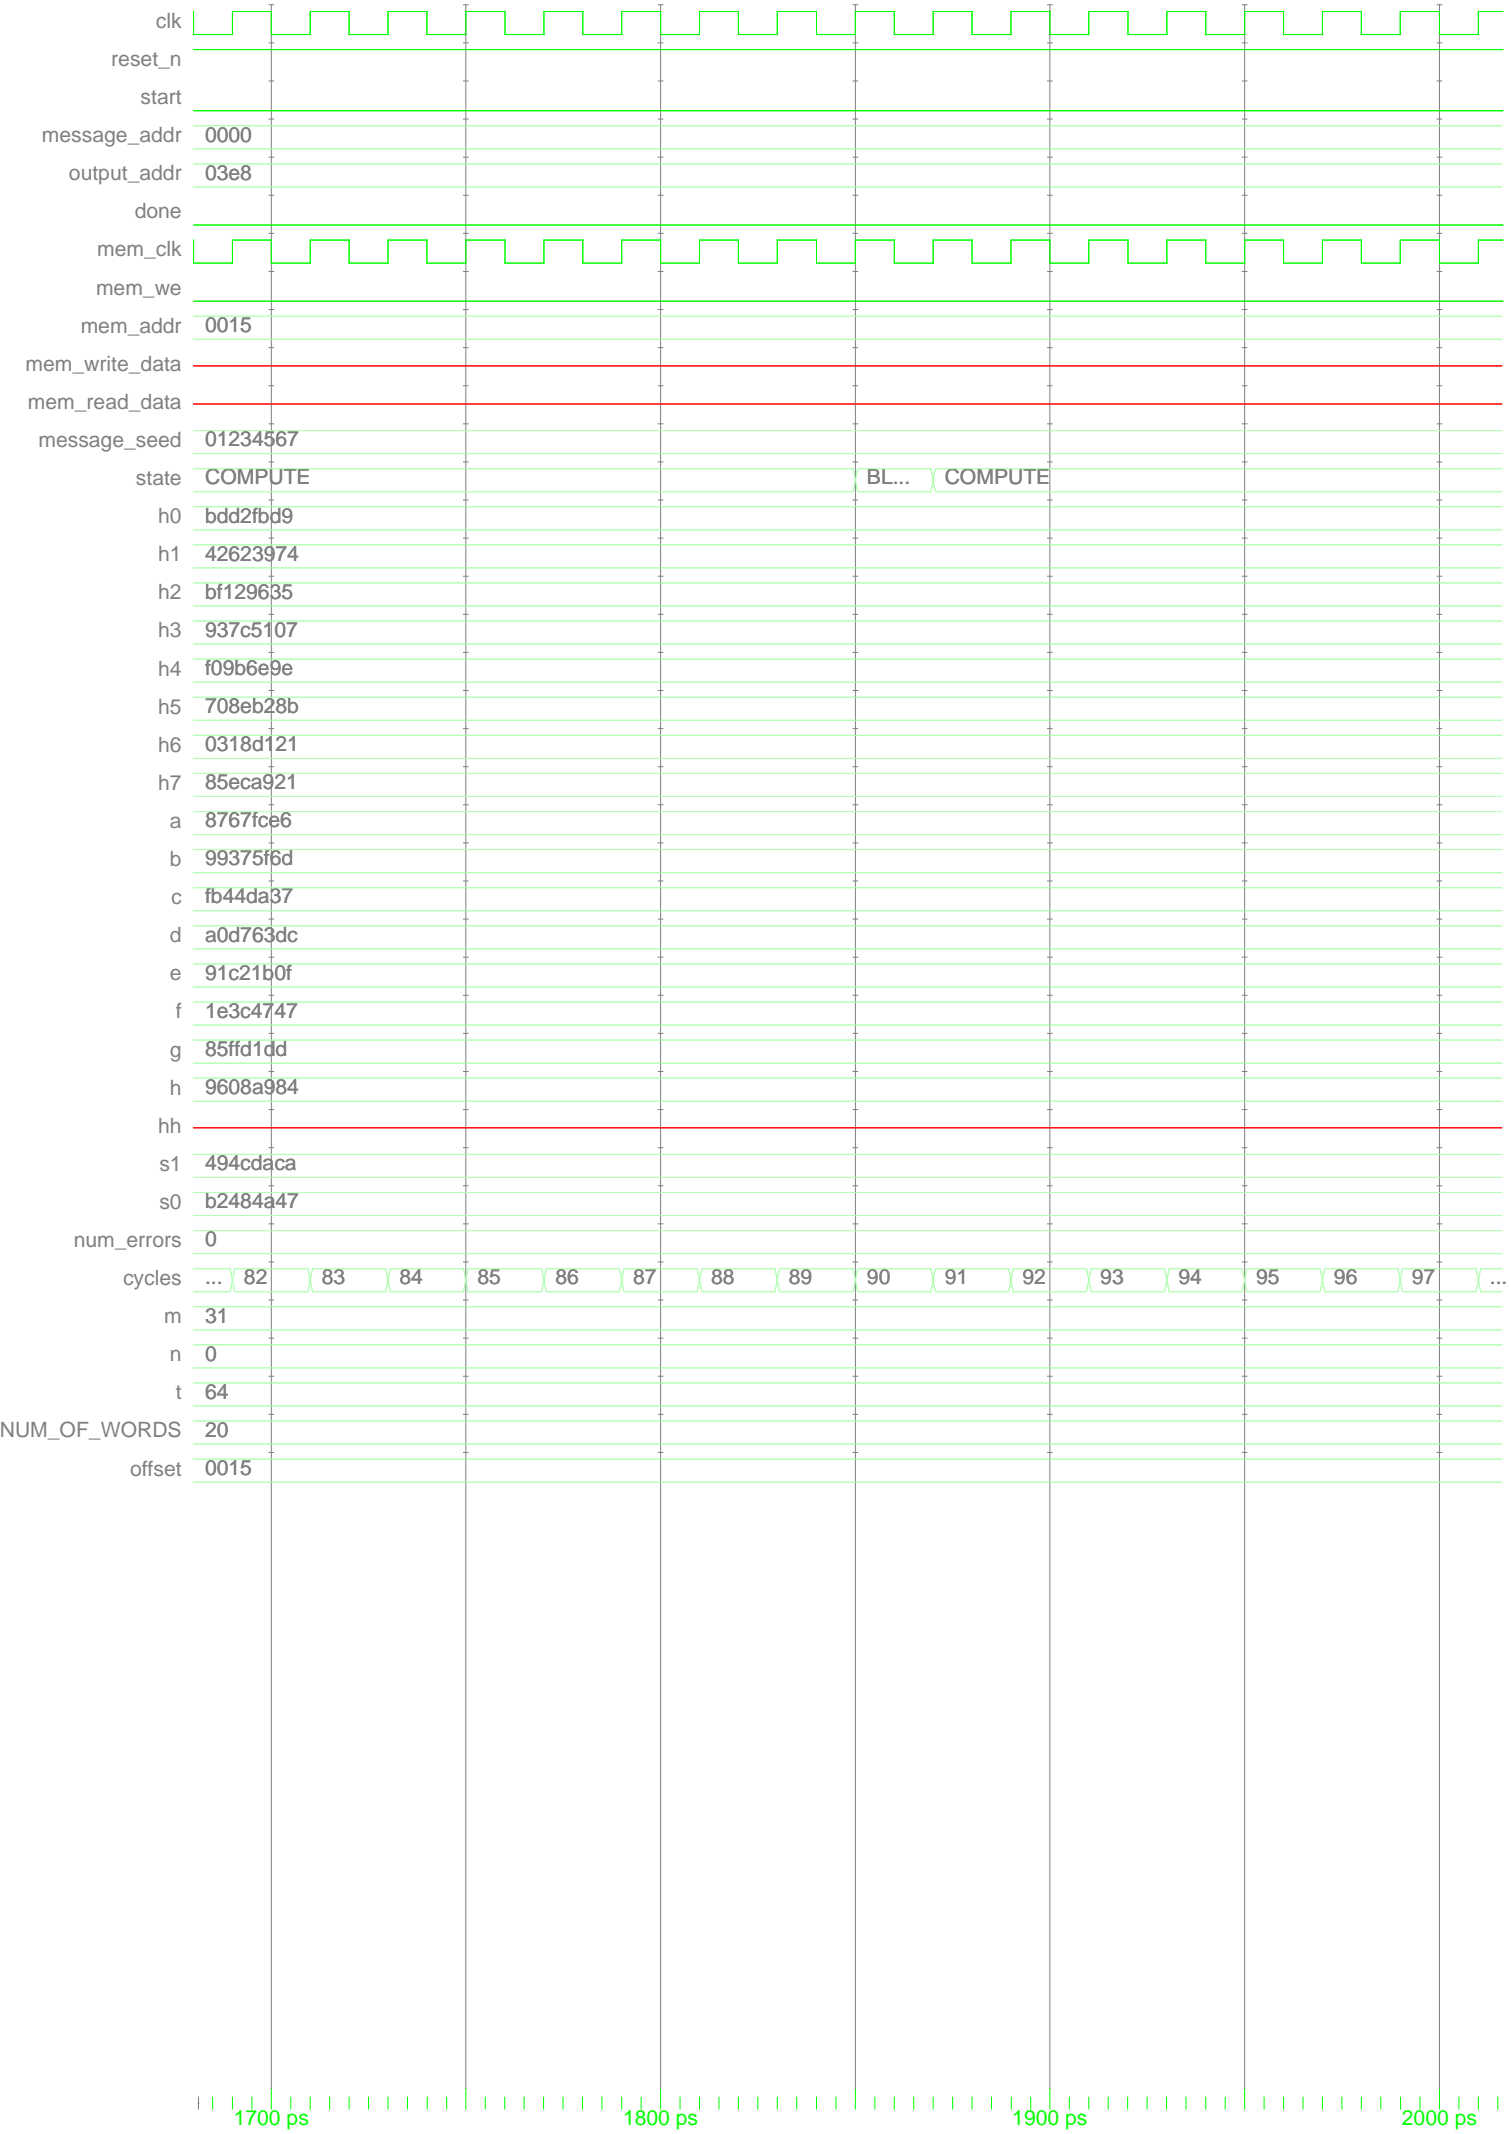 clk
reset_n
start
message_addr 0000
output_addr 03e8
done
mem_clk
mem_we
mem_addr 0015
mem_write_data
mem_read_data
message_seed 01234567
state COMPUTE BL... COMPUTE
h0 bdd2fbd9
h1 42623974
h2 bf129635
h3 937c5107
h4 f09b6e9e
h5 708eb28b
h6 0318d121
h7 85eca921
a 8767fce6
b 99375f6d
c fb44da37
d a0d763dc
e 91c21b0f
f 1e3c4747
g 85ffd1dd
h 9608a984
hh
s1 494cdaca
s0 b2484a47
num_errors 0
cycles ... 82 83 84 85 86 87 88 89 90 91 92 93 94 95 96 97 ...
m 31
n 0
t 64
NUM_OF_WORDS 20
offset 0015
1700 ps 1800 ps 1900 ps 2000 ps